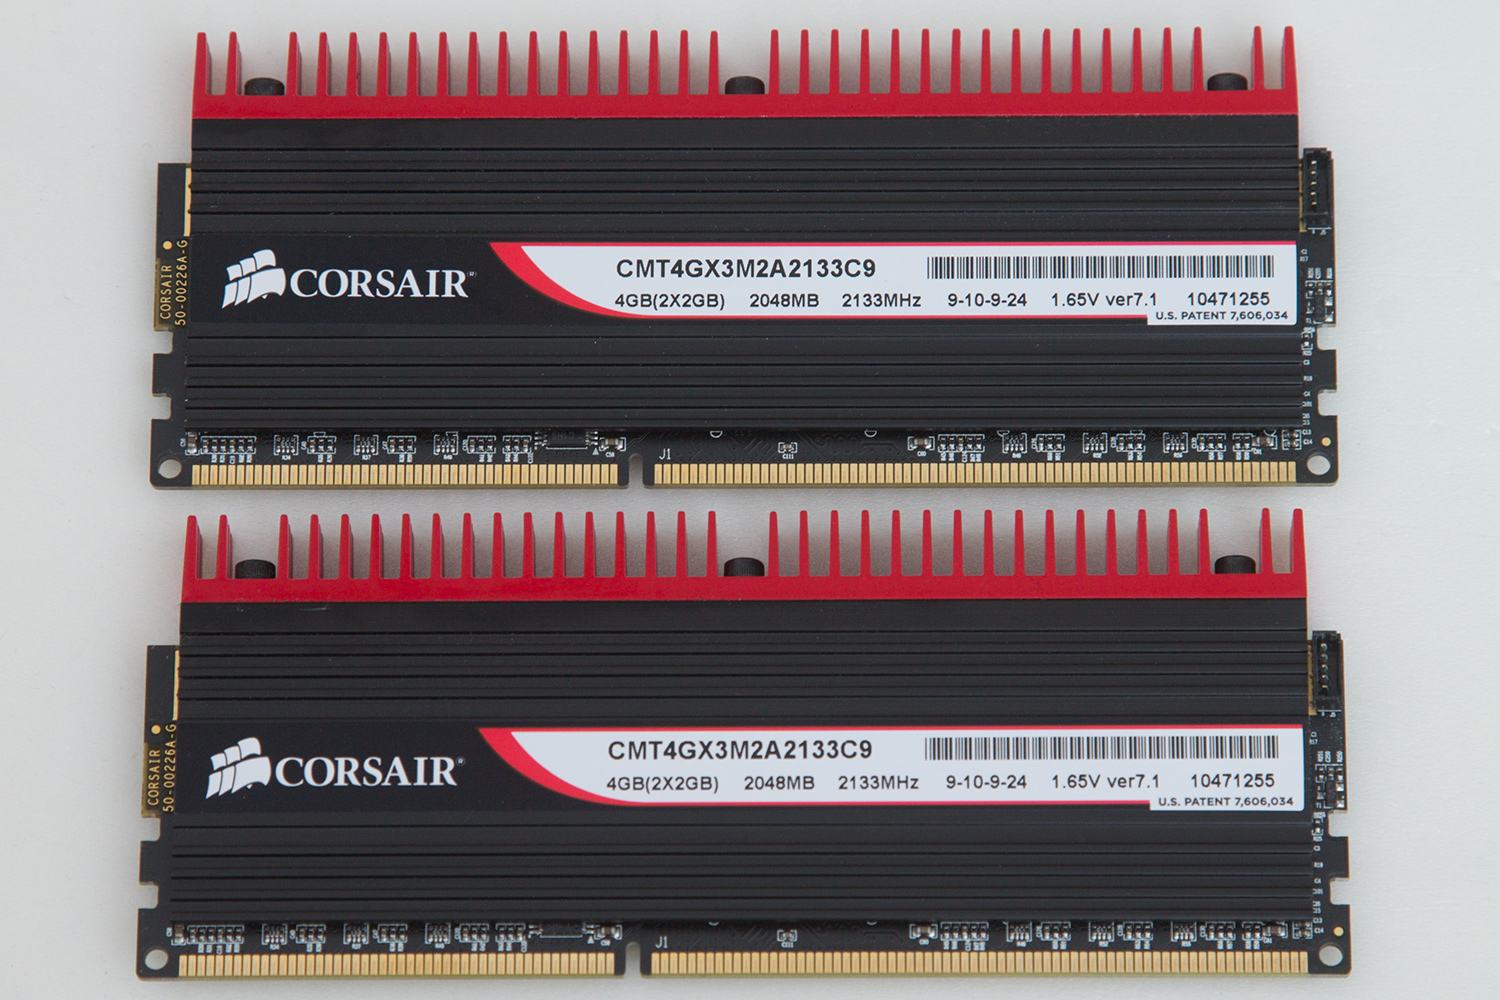 CORSAIR
50-00226A-G
CORSAIR
CMT4GX3M2A2133C9
4GB(2X2GB) 2048MB 2133MHz 9-10-9-24 1.65V ver7.1 10471255
U.S. PATENT 7,606,034
J1
CORSAIR
50-00226A-G
CORSAIR®
CMT4GX3M2A2133C9
4GB(2X2GB) 2048MB 2133MHz 9-10-9-24 1.65V ver7.1 10471255
U.S. PATENT 7,606,034
J1